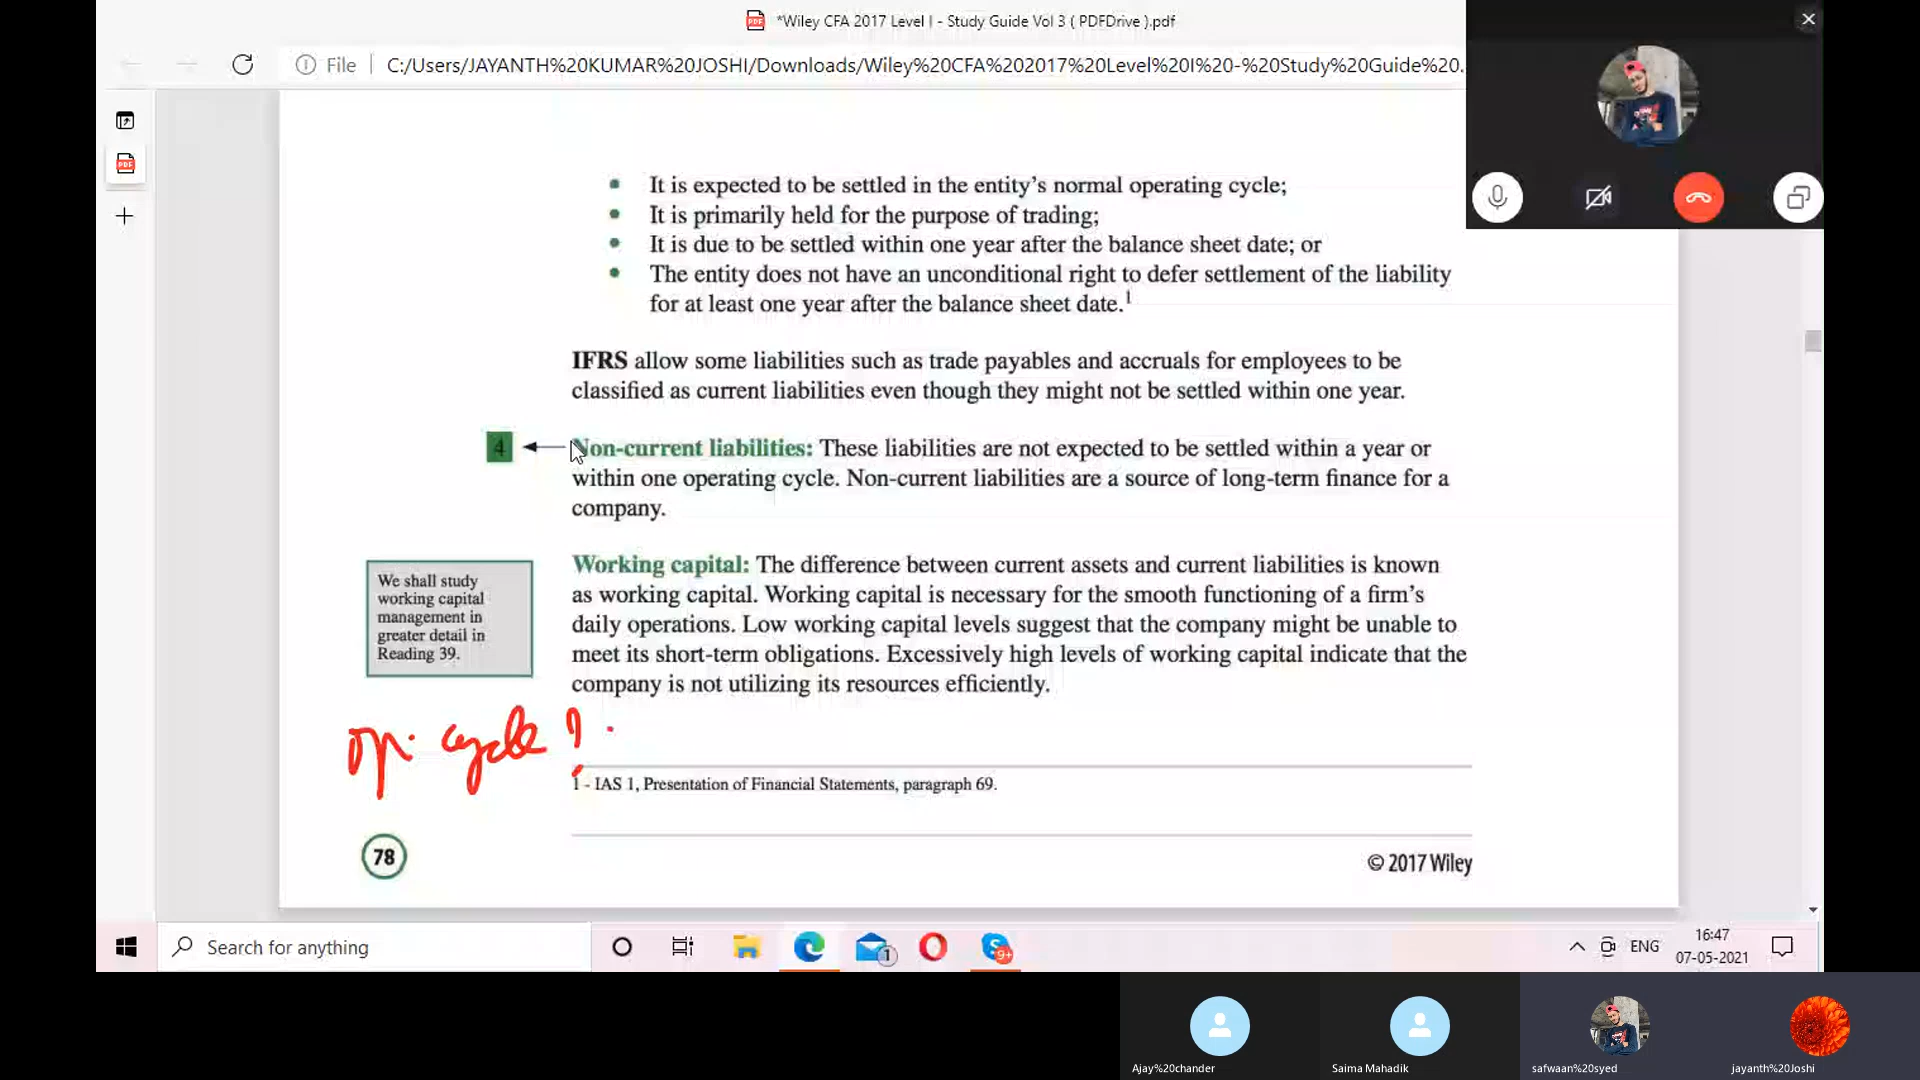 *Wiley CFA 2017 Level I - Study Guide Vol 3 ( PDFDrive ).pdf
File
C:/Users/JAYANTH%20KUMAR%20JOSHI/Downloads/Wiley%20CFA%202017%20Level%20I%20-%20Study%20Guide%20.
• It is expected to be settled in the entity's normal operating cycle;
• It is primarily held for the purpose of trading;
• It is due to be settled within one year after the balance sheet date; or
• The entity does not have an unconditional right to defer settlement of the liability
for at least one year after the balance sheet date.1
IFRS allow some liabilities such as trade payables and accruals for employees to be
classified as current liabilities even though they might not be settled within one year.
4
Non-current liabilities: These liabilities are not expected to be settled within a year or
within one operating cycle. Non-current liabilities are a source of long-term finance for a
company.
We shall study
working capital
management in
greater detail in
Reading 39.
Working capital: The difference between current assets and current liabilities is known
as working capital. Working capital is necessary for the smooth functioning of a firm's
daily operations. Low working capital levels suggest that the company might be unable to
meet its short-term obligations. Excessively high levels of working capital indicate that the
company is not utilizing its resources efficiently.
op. cycle ?
1 - IAS 1, Presentation of Financial Statements, paragraph 69.
78
© 2017 Wiley
Search for anything
1
9+
ENG
16:47
07-05-2021
Ajay%20chander
Saima Mahadik
safwaan%20syed
jayanth%20Joshi